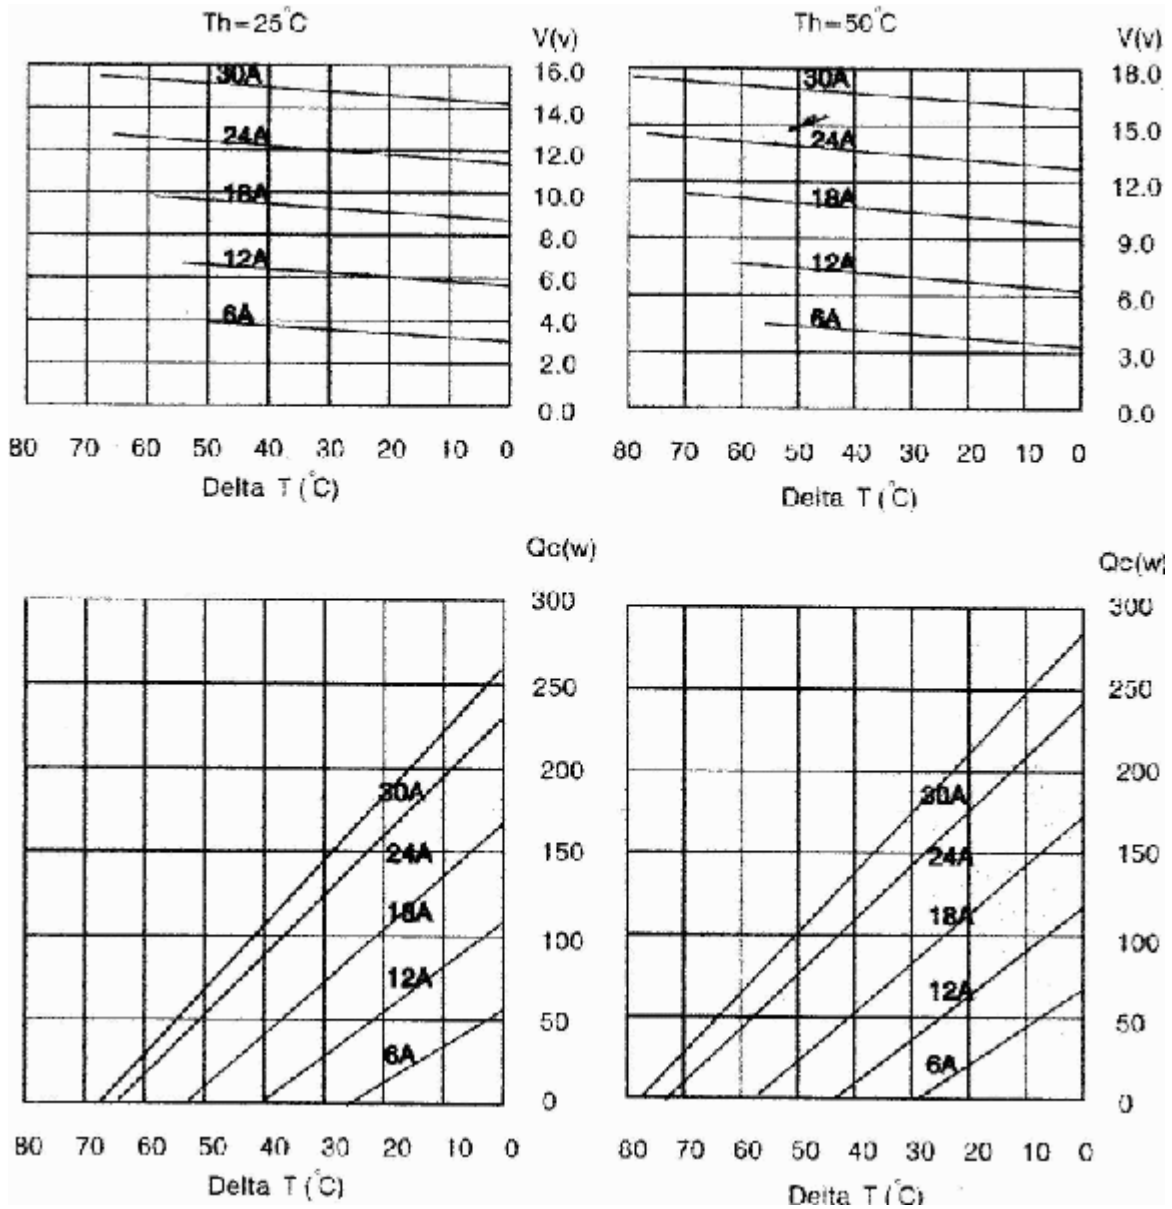 Th=25°C
V(v)
16.0
30A
14.0
24A
12.0
18A
10.0
8.0
12A
6.0
6A
4.0
2.0
0.0
80 70 60 50 40 30 20 10 0
Delta T (°C)
Th=50°C
V(v)
18.0
30A
15.0
24A
12.0
18A
9.0
12A
6.0
6A
3.0
0.0
80 70 60 50 40 30 20 10 0
Delta T (°C)
Qc(w)
300
250
200
30A
24A
150
18A
100
12A
50
6A
0
80 70 60 50 40 30 20 10 0
Delta T (°C)
Qc(w)
300
250
200
30A
24A
150
18A
100
12A
50
6A
0
80 70 60 50 40 30 20 10 0
Delta T (°C)